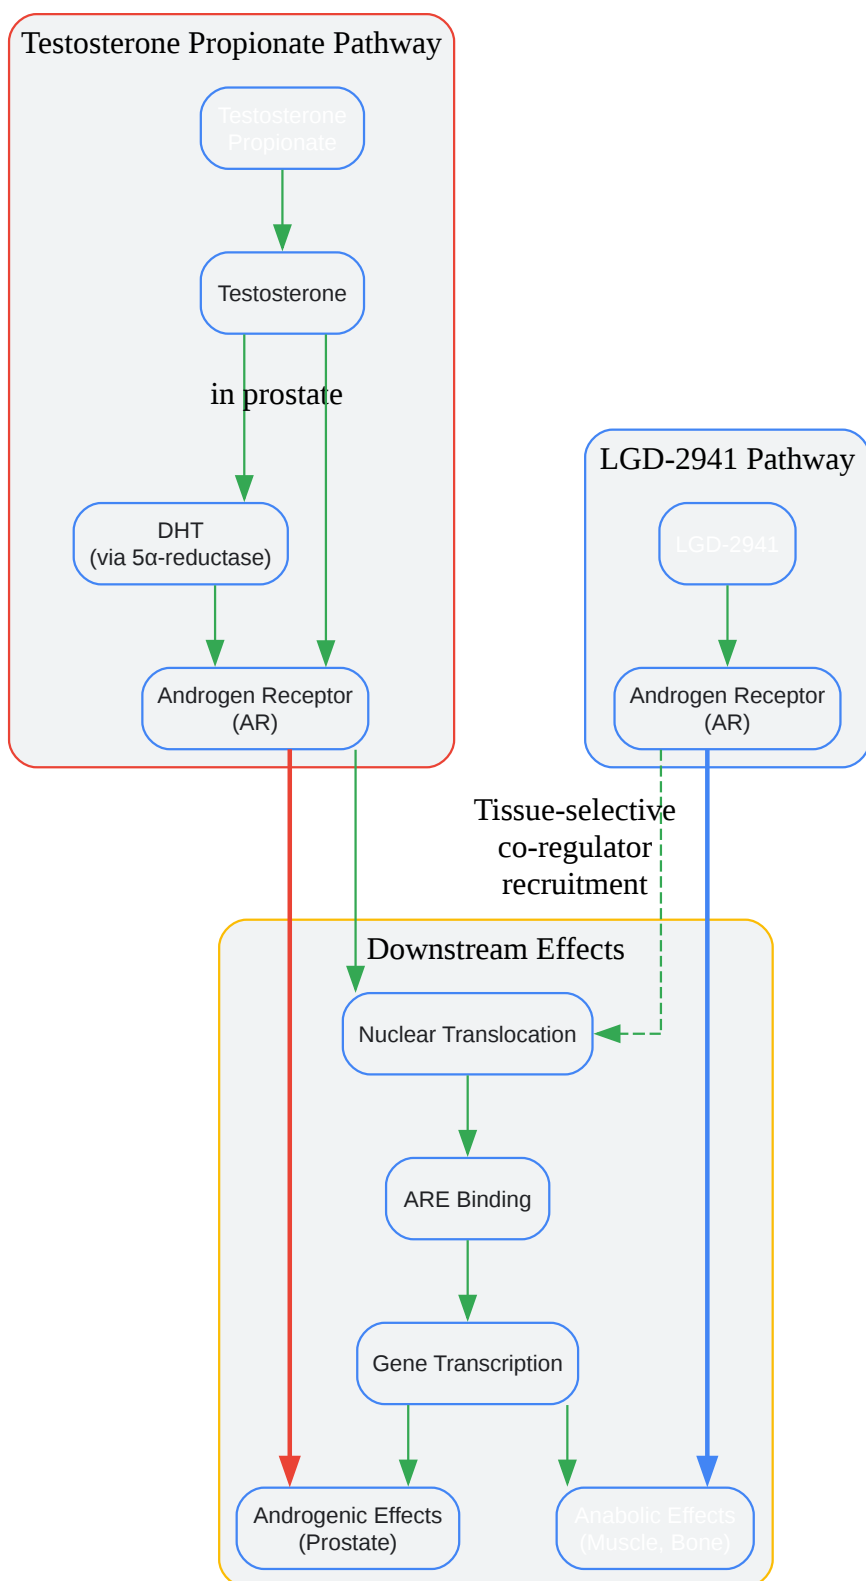 Testosterone Propionate Pathway
Testosterone
Propionate
Testosterone
in prostate
DHT
(via 5α-reductase)
Androgen Receptor
(AR)
LGD-2941 Pathway
LGD-2941
Androgen Receptor
(AR)
Tissue-selective
co-regulator
recruitment
Downstream Effects
Nuclear Translocation
ARE Binding
Gene Transcription
Androgenic Effects
(Prostate)
Anabolic Effects
(Muscle, Bone)